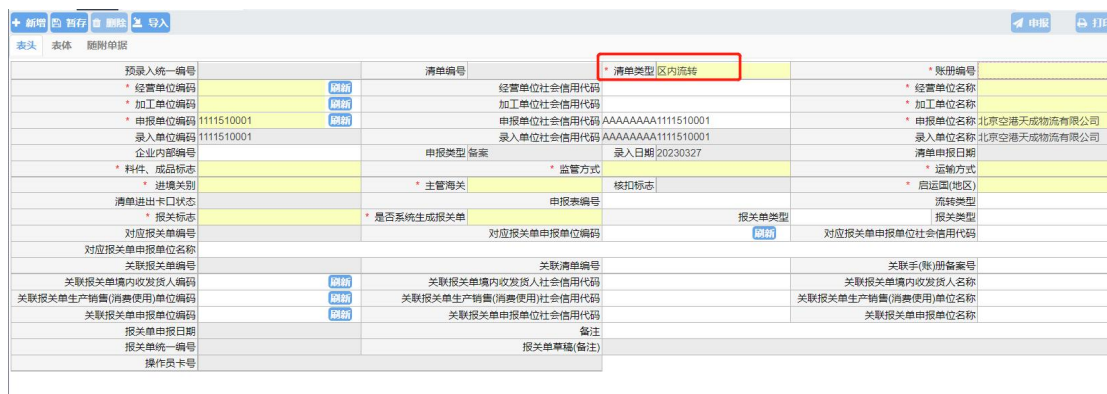 新增 暂存 删除 导入 申报 打印
表头 表体 随附单据
预录入统一编号 清单编号 * 清单类型 区内流转 * 账册编号
* 经营单位编码 刷新 经营单位社会信用代码 * 经营单位名称
* 加工单位编码 刷新 加工单位社会信用代码 * 加工单位名称
* 申报单位编码 1111510001 刷新 申报单位社会信用代码 AAAAAAAA1111510001 * 申报单位名称 北京空港天成物流有限公司
录入单位编码 1111510001 录入单位社会信用代码 AAAAAAAA1111510001 录入单位名称 北京空港天成物流有限公司
企业内部编号 申报类型 备案 录入日期 20230327 清单申报日期
* 料件、成品标志 * 监管方式 * 运输方式
* 进境关别 * 主管海关 核扣标志 * 启运国(地区)
清单进出卡口状态 申报表编号 流转类型
* 报关标志 * 是否系统生成报关单 报关单类型 报关类型
对应报关单编号 对应报关单申报单位编码 刷新 对应报关单申报单位社会信用代码
对应报关单申报单位名称
关联报关单编号 关联清单编号 关联手(账)册备案号
关联报关单境内收发货人编码 刷新 关联报关单境内收发货人社会信用代码 关联报关单境内收发货人名称
关联报关单生产销售(消费使用)单位编码 刷新 关联报关单生产销售(消费使用)社会信用代码 关联报关单生产销售(消费使用)单位名称
关联报关单申报单位编码 刷新 关联报关单申报单位社会信用代码 关联报关单申报单位名称
报关单申报日期 备注
报关单统一编号 报关单草稿(备注)
操作员卡号